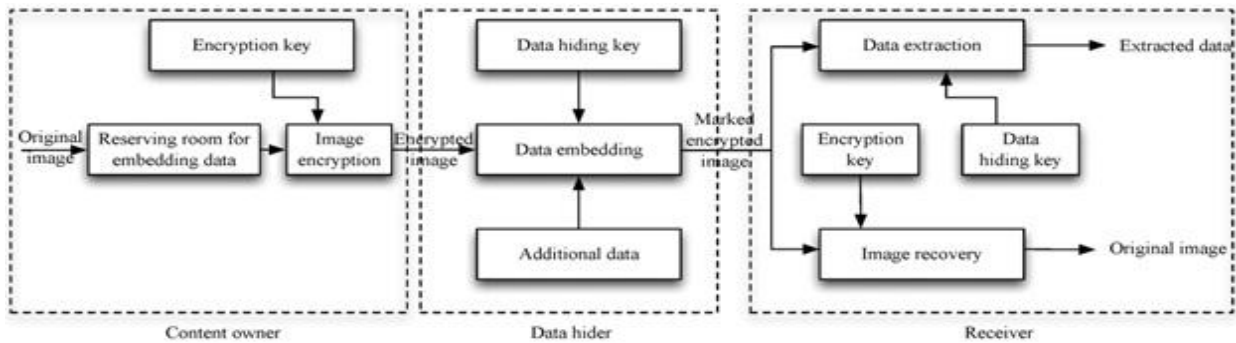 Encryption key
Original
image
Reserving room for
embedding data
Image
encryption
Encrypted
image
Content owner
Data hiding key
Data embedding
Additional data
Marked
encrypted
image
Data hider
Data extraction
Extracted data
Encryption
key
Data
hiding key
Image recovery
Original image
Receiver